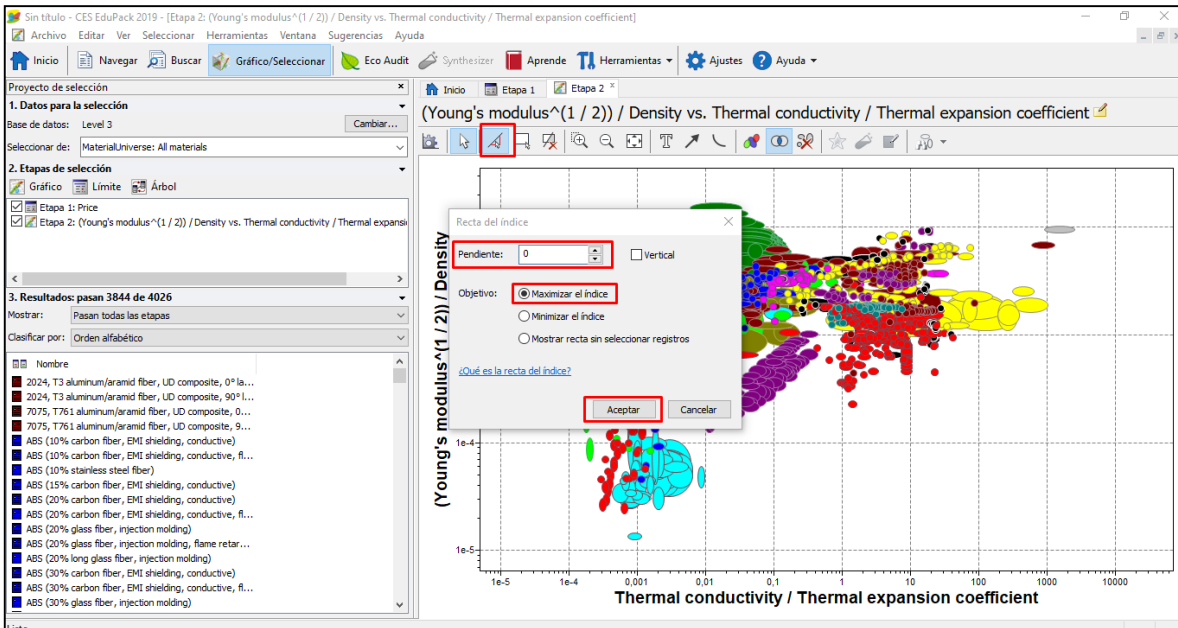 Sin título - CES EduPack 2019 - [Etapa 2: (Young's modulus^(1 / 2)) / Density vs. Thermal conductivity / Thermal expansion coefficient]
Archivo Editar Ver Seleccionar Herramientas Ventana Sugerencias Ayuda
Inicio Navegar Buscar Gráfico/Seleccionar Eco Audit Synthesizer Aprende Herramientas Ajustes Ayuda
Proyecto de selección
1. Datos para la selección
Base de datos: Level 3 Cambiar...
Seleccionar de: MaterialUniverse: All materials
2. Etapas de selección
Gráfico Límite Árbol
Etapa 1: Price
Etapa 2: (Young's modulus^(1 / 2)) / Density vs. Thermal conductivity / Thermal expansi
3. Resultados: pasan 3844 de 4026
Mostrar: Pasan todas las etapas
Clasificar por: Orden alfabético
Nombre
2024, T3 aluminum/aramid fiber, UD composite, 0° la...
2024, T3 aluminum/aramid fiber, UD composite, 90° l...
7075, T761 aluminum/aramid fiber, UD composite, 0...
7075, T761 aluminum/aramid fiber, UD composite, 9...
ABS (10% carbon fiber, EMI shielding, conductive)
ABS (10% carbon fiber, EMI shielding, conductive, fl...
ABS (10% stainless steel fiber)
ABS (15% carbon fiber, EMI shielding, conductive)
ABS (20% carbon fiber, EMI shielding, conductive)
ABS (20% carbon fiber, EMI shielding, conductive, fl...
ABS (20% glass fiber, injection molding)
ABS (20% glass fiber, injection molding, flame retar...
ABS (20% long glass fiber, injection molding)
ABS (30% carbon fiber, EMI shielding, conductive)
ABS (30% carbon fiber, EMI shielding, conductive, fl...
ABS (30% glass fiber, injection molding)
Inicio Etapa 1 Etapa 2
(Young's modulus^(1 / 2)) / Density vs. Thermal conductivity / Thermal expansion coefficient
Recta del índice
Pendiente: 0 Vertical
Objetivo: Maximizar el índice
Minimizar el índice
Mostrar recta sin seleccionar registros
¿Qué es la recta del índice?
Aceptar Cancelar
(Young's modulus^(1 / 2)) / Density
1e-4
1e-5
1e-5 1e-4 0,001 0,01 0,1 1 10 100 1000 10000
Thermal conductivity / Thermal expansion coefficient